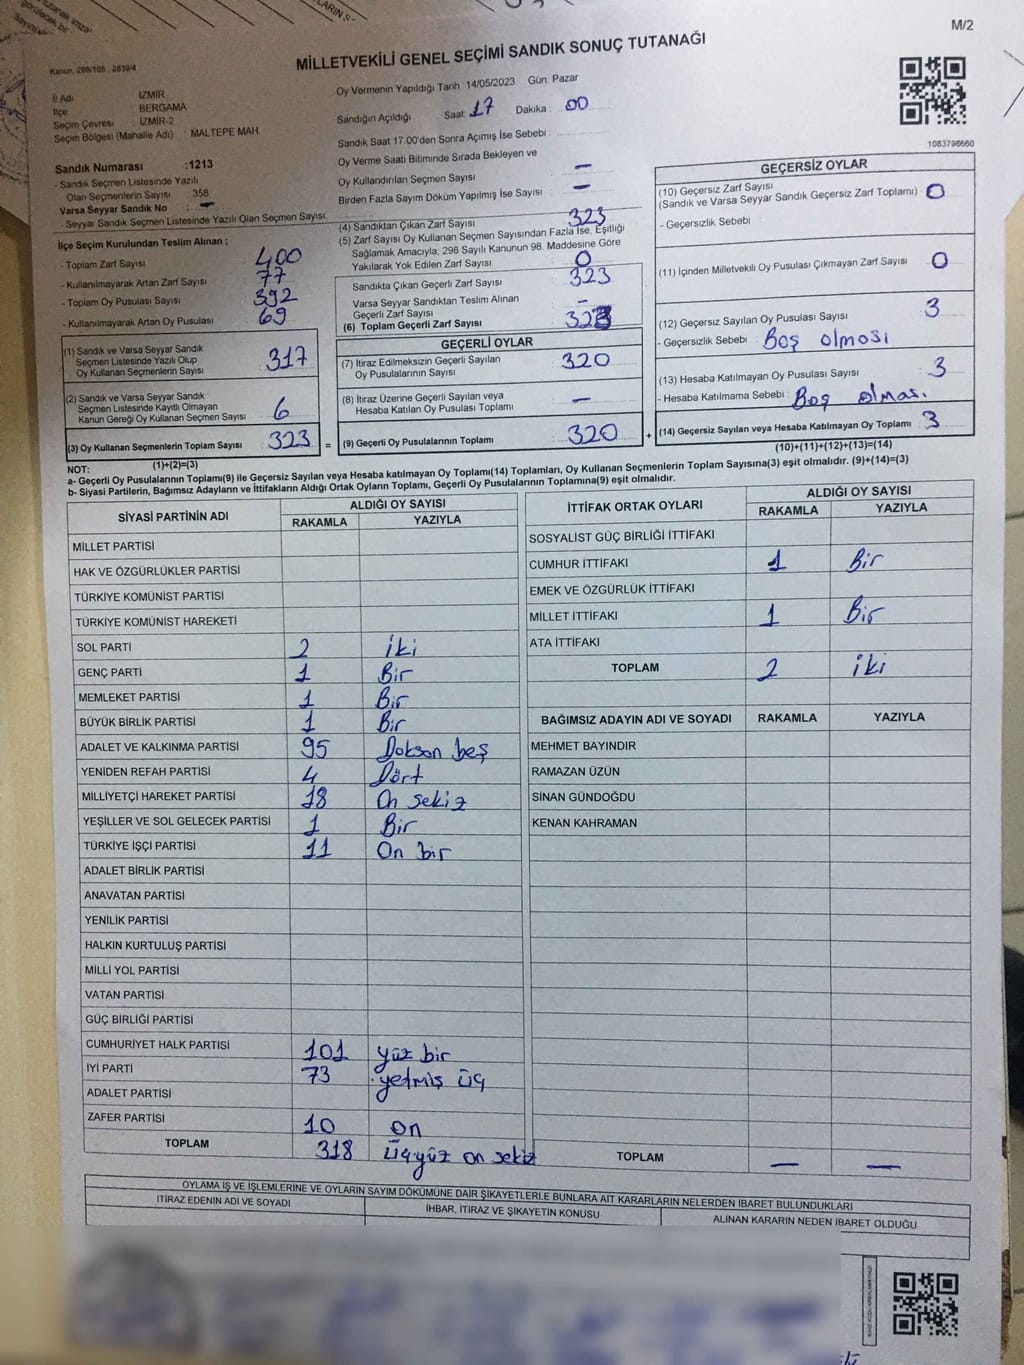 M/2
MİLLETVEKİLİ GENEL SEÇİMİ SANDIK SONUÇ TUTANAĞI
İl Adı : İZMİR
İlçe : BERGAMA
Seçim Çevresi : İZMİR-2
Seçim Bölgesi (Mahalle Adı) : MALTEPE MAH.
Sandık Numarası :1213
- Sandık Seçmen Listesinde Yazılı
Olan Seçmenlerin Sayısı : 358
Varsa Seyyar Sandık No : –
- Seyyar Sandık Seçmen Listesinde Yazılı Olan Seçmen Sayısı
İlçe Seçim Kurulundan Teslim Alınan ;
- Toplam Zarf Sayısı 400
- Kullanılmayarak Artan Zarf Sayısı 77
- Toplam Oy Pusulası Sayısı 392
- Kullanılmayarak Artan Oy Pusulası 69
(1) Sandık ve Varsa Seyyar Sandık
Seçmen Listesinde Yazılı Olup
Oy Kullanan Seçmenlerin Sayısı 317
(2) Sandık ve Varsa Seyyar Sandık
Seçmen Listesinde Kayıtlı Olmayan
Kanun Gereği Oy Kullanan Seçmen Sayısı 6
(3) Oy Kullanan Seçmenlerin Toplam Sayısı 323 =
(1)+(2)=(3)
Oy Vermenin Yapıldığı Tarih : 14/05/2023 Gün: Pazar
Sandığın Açıldığı Saat: 17 Dakika : 00
Sandık Saat 17.00'den Sonra Açımış İse Sebebi :
Oy Verme Saati Bitiminde Sırada Bekleyen ve
Oy Kullandırılan Seçmen Sayısı –
Birden Fazla Sayım Döküm Yapılmış İse Sayısı –
(4) Sandıktan Çıkan Zarf Sayısı 323
(5) Zarf Sayısı Oy Kullanan Seçmen Sayısından Fazla İse, Eşitliği
Sağlamak Amacıyla, 298 Sayılı Kanunun 98. Maddesine Göre
Yakılarak Yok Edilen Zarf Sayısı 0
Sandıkta Çıkan Geçerli Zarf Sayısı 323
Varsa Seyyar Sandıktan Teslim Alınan
Geçerli Zarf Sayısı –
(6) Toplam Geçerli Zarf Sayısı 323
GEÇERLİ OYLAR
(7) İtiraz Edilmeksizin Geçerli Sayılan
Oy Pusulalarının Sayısı 320
(8) İtiraz Üzerine Geçerli Sayılan veya
Hesaba Katılan Oy Pusulası Toplamı –
(9) Geçerli Oy Pusulalarının Toplamı 320 +
1083798660
GEÇERSİZ OYLAR
(10) Geçersiz Zarf Sayısı
(Sandık ve Varsa Seyyar Sandık Geçersiz Zarf Toplamı) 0
- Geçersizlik Sebebi :
(11) İçinden Milletvekili Oy Pusulası Çıkmayan Zarf Sayısı 0
(12) Geçersiz Sayılan Oy Pusulası Sayısı 3
- Geçersizlik Sebebi : Boş olması
(13) Hesaba Katılmayan Oy Pusulası Sayısı 3
- Hesaba Katılmama Sebebi : Boş olması.
(14) Geçersiz Sayılan veya Hesaba Katılmayan Oy Toplamı 3
(10)+(11)+(12)+(13)=(14)
NOT:
a- Geçerli Oy Pusulalarının Toplamı(9) ile Geçersiz Sayılan veya Hesaba katılmayan Oy Toplamı(14) Toplamları, Oy Kullanan Seçmenlerin Toplam Sayısına(3) eşit olmalıdır. (9)+(14)=(3)
b- Siyasi Partilerin, Bağımsız Adayların ve İttifakların Aldığı Ortak Oyların Toplamı, Geçerli Oy Pusulalarının Toplamına(9) eşit olmalıdır.
SİYASİ PARTİNİN ADI ALDIĞI OY SAYISI
RAKAMLA YAZIYLA
MİLLET PARTİSİ
HAK VE ÖZGÜRLÜKLER PARTİSİ
TÜRKİYE KOMÜNİST PARTİSİ
TÜRKİYE KOMÜNİST HAREKETİ
SOL PARTİ 2 iki
GENÇ PARTİ 1 Bir
MEMLEKET PARTİSİ 1 Bir
BÜYÜK BİRLİK PARTİSİ 1 Bir
ADALET VE KALKINMA PARTİSİ 95 Dokson beş
YENİDEN REFAH PARTİSİ 4 Dört
MİLLİYETÇİ HAREKET PARTİSİ 18 On sekiz
YEŞİLLER VE SOL GELECEK PARTİSİ 1 Bir
TÜRKİYE İŞÇİ PARTİSİ 11 On bir
ADALET BİRLİK PARTİSİ
ANAVATAN PARTİSİ
YENİLİK PARTİSİ
HALKIN KURTULUŞ PARTİSİ
MİLLİ YOL PARTİSİ
VATAN PARTİSİ
GÜÇ BİRLİĞİ PARTİSİ
CUMHURİYET HALK PARTİSİ 101 yüz bir
İYİ PARTİ 73 yetmiş üç
ADALET PARTİSİ
ZAFER PARTİSİ 10 on
TOPLAM 318 üçyüz on sekiz
İTTİFAK ORTAK OYLARI ALDIĞI OY SAYISI
RAKAMLA YAZIYLA
SOSYALİST GÜÇ BİRLİĞİ İTTİFAKI
CUMHUR İTTİFAKI 1 Bir
EMEK VE ÖZGÜRLÜK İTTİFAKI
MİLLET İTTİFAKI 1 Bir
ATA İTTİFAKI
TOPLAM 2 iki
BAĞIMSIZ ADAYIN ADI VE SOYADI RAKAMLA YAZIYLA
MEHMET BAYINDIR
RAMAZAN ÜZÜN
SİNAN GÜNDOĞDU
KENAN KAHRAMAN
TOPLAM – –
OYLAMA İŞ VE İŞLEMLERİNE VE OYLARIN SAYIM DÖKÜMÜNE DAİR ŞİKAYETLERLE BUNLARA AİT KARARLARIN NELERDEN İBARET BULUNDUKLARI
İTİRAZ EDENİN ADI VE SOYADI İHBAR, İTİRAZ VE ŞİKAYETİN KONUSU ALINAN KARARIN NEDEN İBARET OLDUĞU